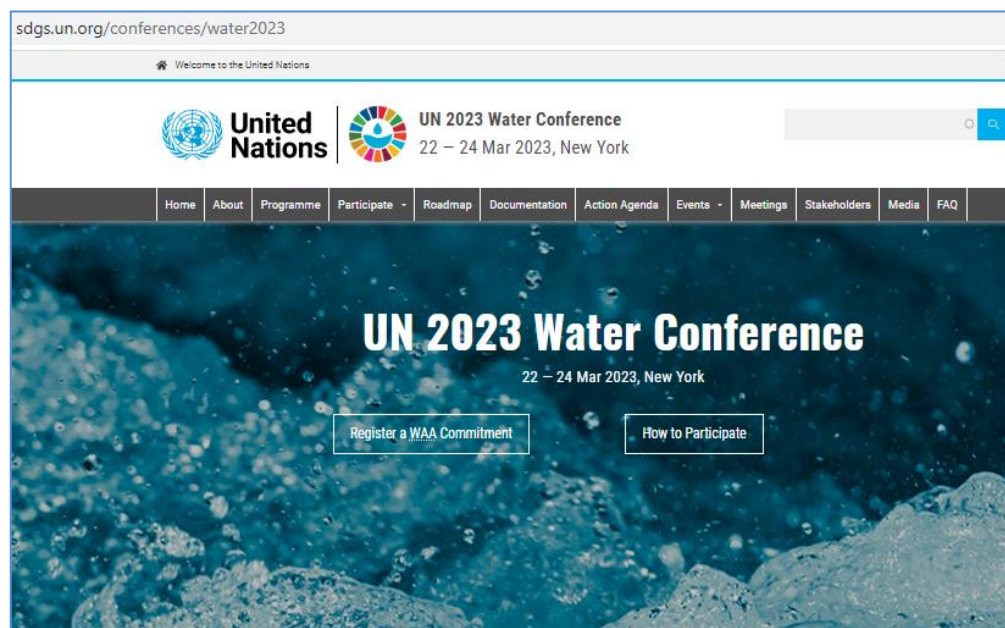 sdgs.un.org/conferences/water2023
Welcome to the United Nations
United
Nations
UN 2023 Water Conference
22 – 24 Mar 2023, New York
Home About Programme Participate Roadmap Documentation Action Agenda Events Meetings Stakeholders Media FAQ
UN 2023 Water Conference
22 – 24 Mar 2023, New York
Register a WAA Commitment How to Participate